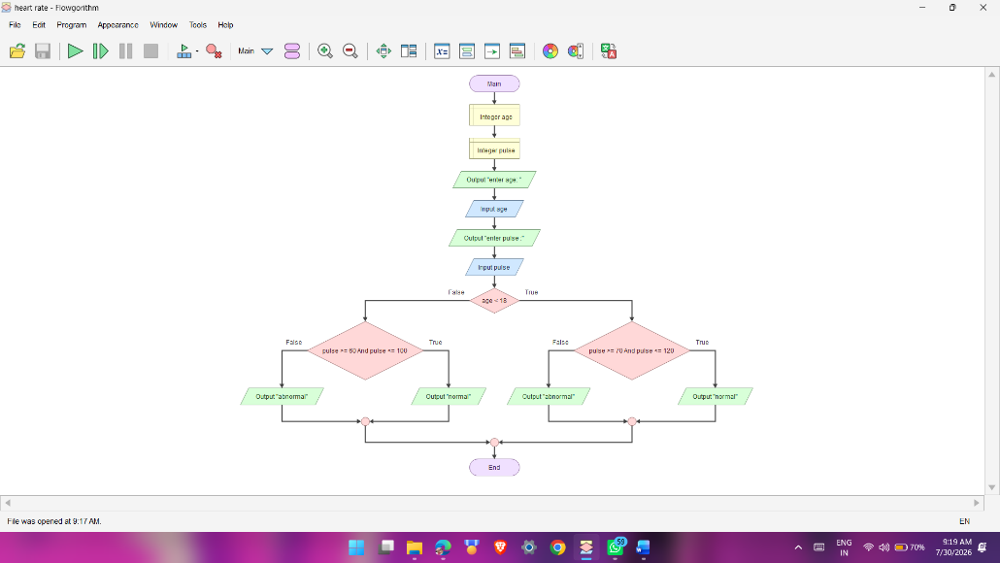 heart rate - Flowgorithm
File Edit Program Appearance Window Tools Help
Main
Main
Integer age
Integer pulse
Output "enter age: "
Input age
Output "enter pulse :"
Input pulse
False True
age < 18
False True False True
pulse >= 60 And pulse <= 100 pulse >= 70 And pulse <= 120
Output "abnormal" Output "normal" Output "abnormal" Output "normal"
End
File was opened at 9:17 AM. EN
59
ENG
IN
70%
9:19 AM
7/30/2026